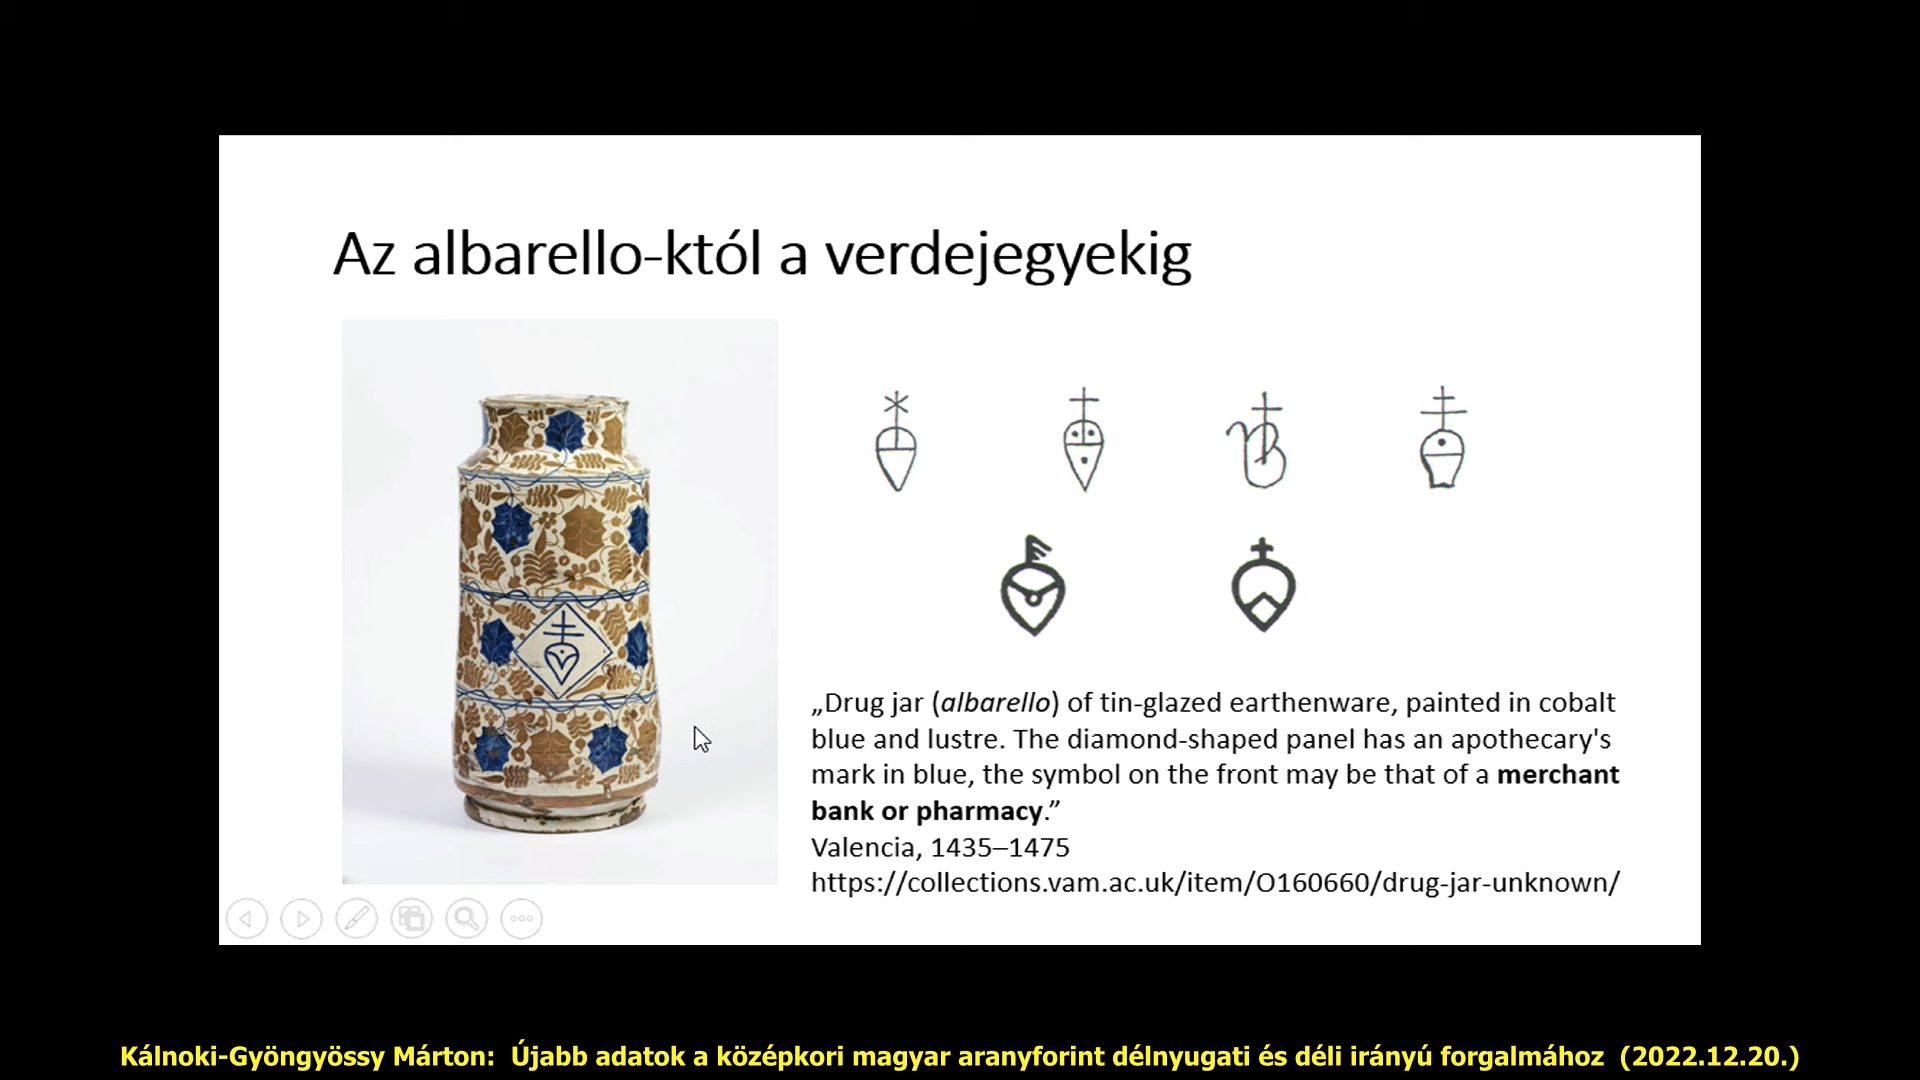 Az albarello-któl a verdejegyekig
„Drug jar (albarello) of tin-glazed earthenware, painted in cobalt
blue and lustre. The diamond-shaped panel has an apothecary's
mark in blue, the symbol on the front may be that of a merchant
bank or pharmacy.”
Valencia, 1435–1475
https://collections.vam.ac.uk/item/O160660/drug-jar-unknown/
Kálnoki-Gyöngyössy Márton: Újabb adatok a középkori magyar aranyforint délnyugati és déli irányú forgalmához (2022.12.20.)